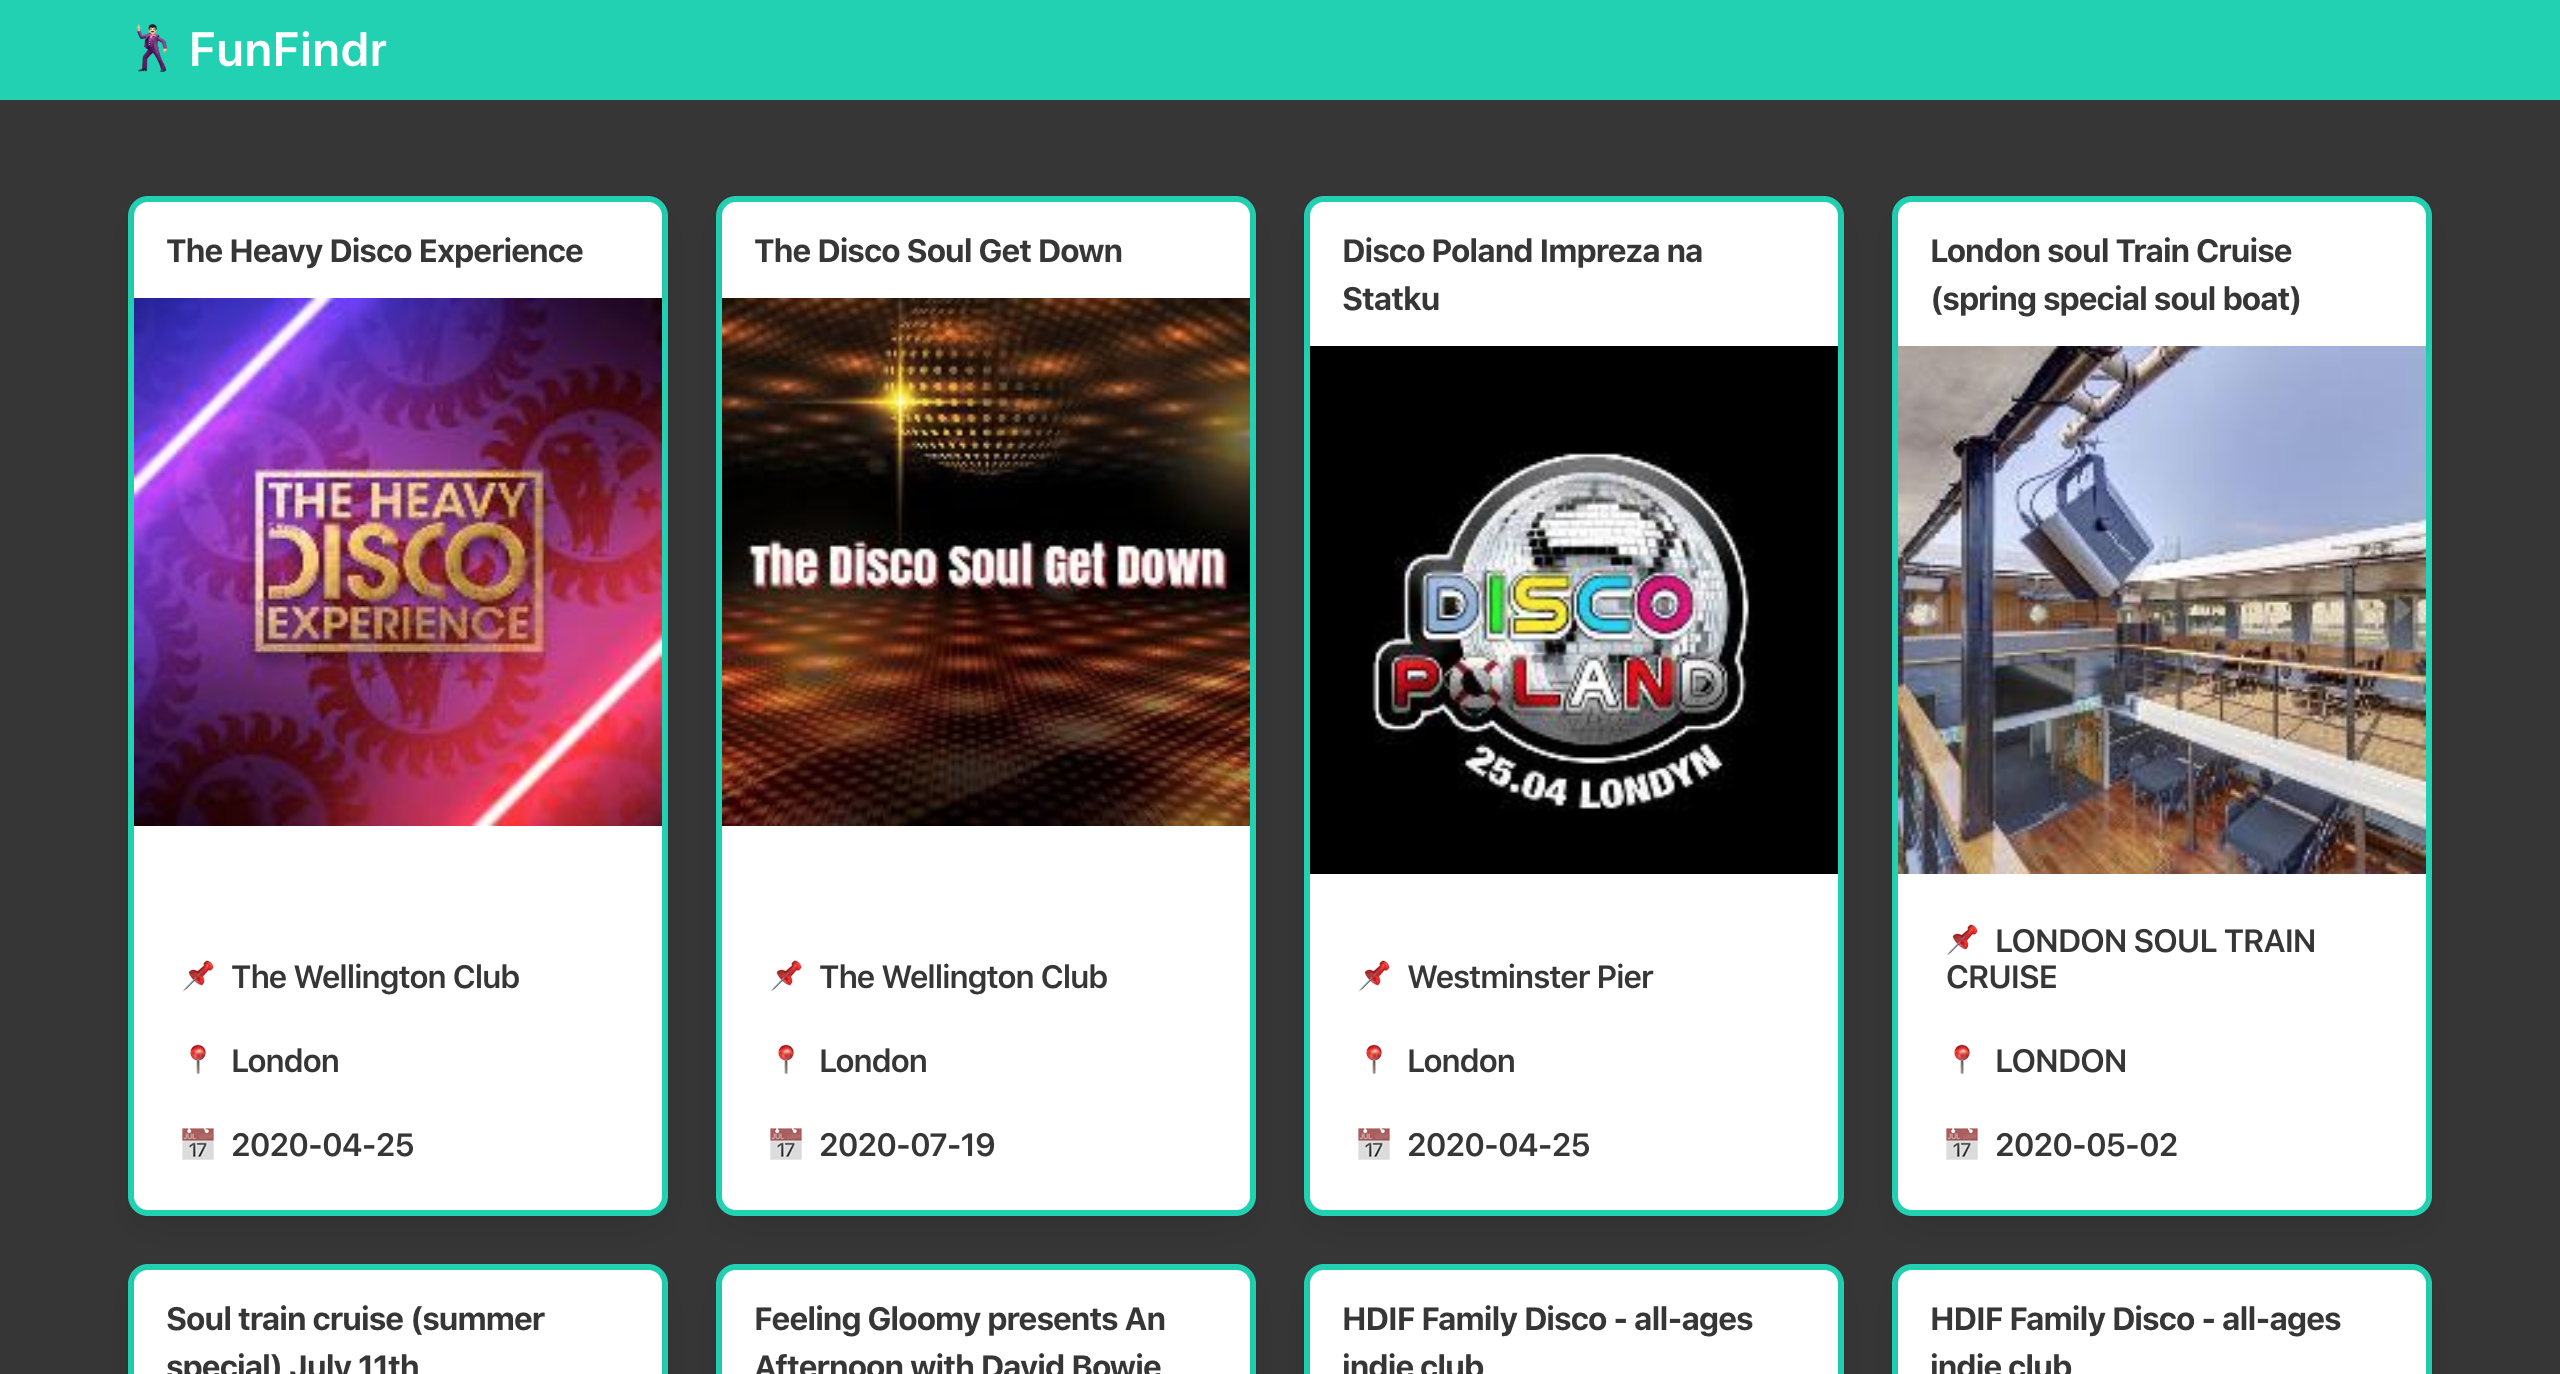 FunFindr
The Heavy Disco Experience
THE HEAVY
DISCO
EXPERIENCE
The Wellington Club
London
17
2020-04-25
The Disco Soul Get Down
The Disco Soul Get Down
The Wellington Club
London
17
2020-07-19
Disco Poland Impreza na
Statku
DISCO
POLAND
25.04 LONDYN
Westminster Pier
London
17
2020-04-25
London soul Train Cruise
(spring special soul boat)
LONDON SOUL TRAIN
CRUISE
LONDON
17
2020-05-02
Soul train cruise (summer
special) July 11th
Feeling Gloomy presents An
Afternoon with David Bowie
HDIF Family Disco - all-ages
indie club
HDIF Family Disco - all-ages
indie club